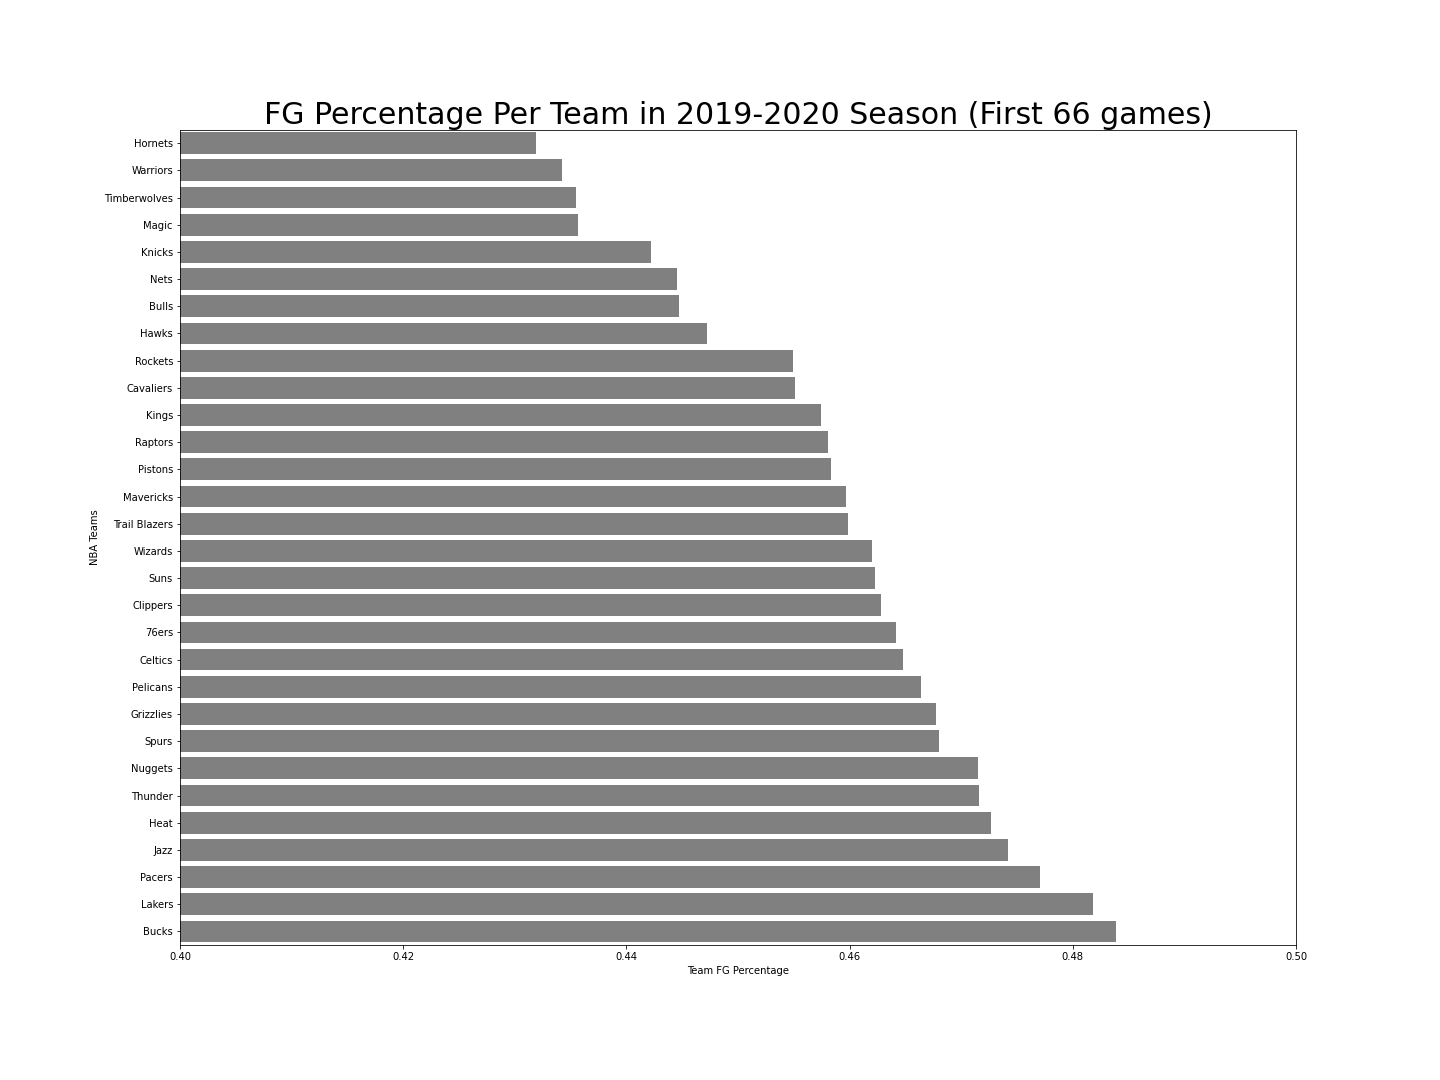 FG Percentage Per Team in 2019-2020 Season (First 66 games)
Hornets
Warriors
Timberwolves
Magic
Knicks
Nets
Bulls
Hawks
Rockets
Cavaliers
Kings
Raptors
Pistons
Mavericks
Trail Blazers
Wizards
Suns
Clippers
76ers
Celtics
Pelicans
Grizzlies
Spurs
Nuggets
Thunder
Heat
Jazz
Pacers
Lakers
Bucks
NBA Teams
0.40 0.42 0.44 0.46 0.48 0.50
Team FG Percentage